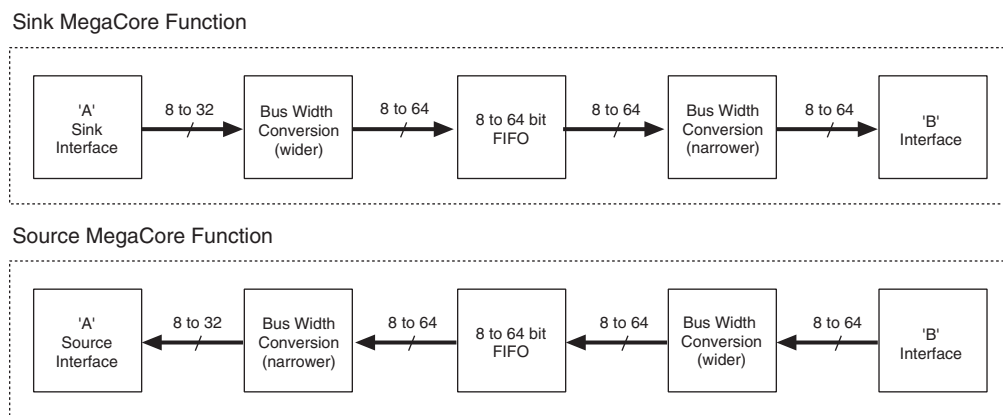 Sink MegaCore Function
'A'
Sink
Interface
8 to 32
Bus Width
Conversion
(wider)
8 to 64
8 to 64 bit
FIFO
8 to 64
Bus Width
Conversion
(narrower)
8 to 64
'B'
Interface
Source MegaCore Function
'A'
Source
Interface
8 to 32
Bus Width
Conversion
(narrower)
8 to 64
8 to 64 bit
FIFO
8 to 64
Bus Width
Conversion
(wider)
8 to 64
'B'
Interface